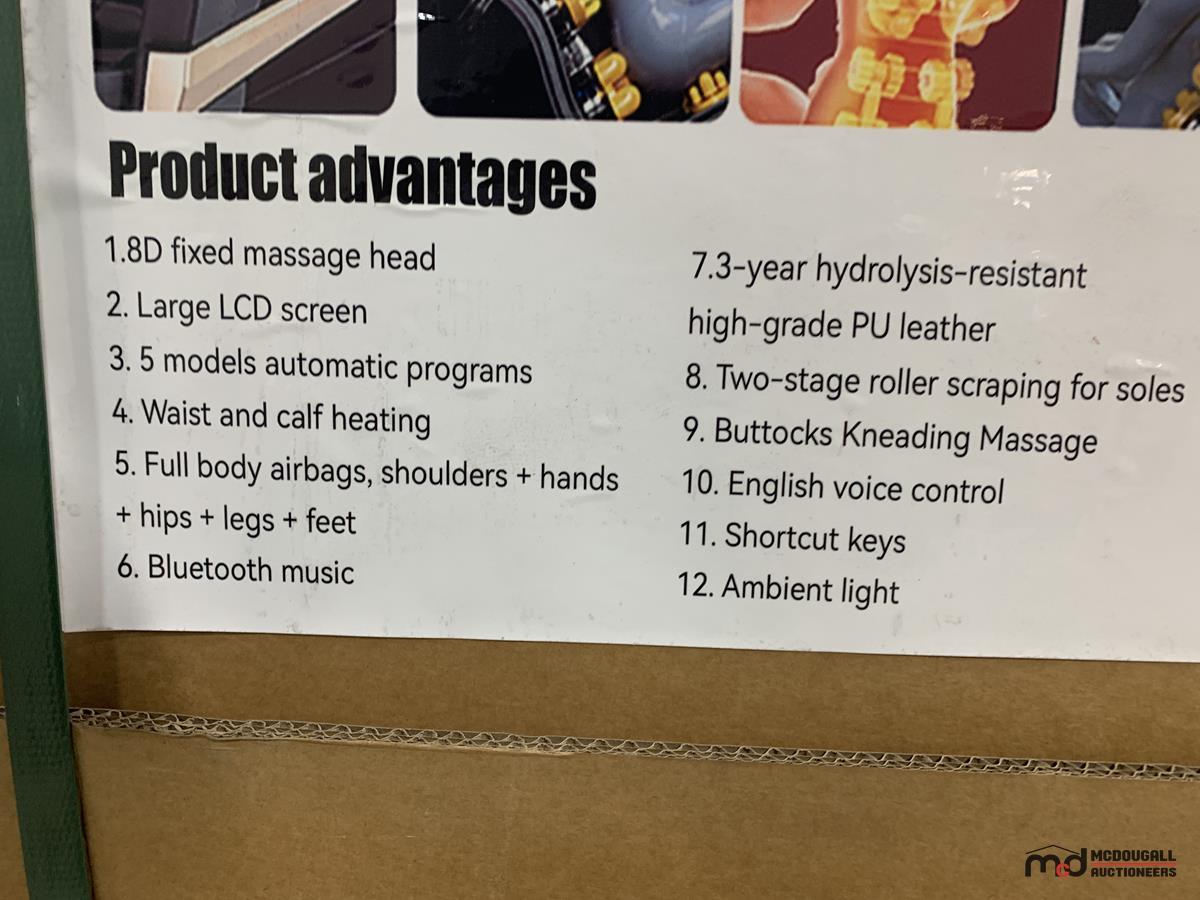 Product advantages
1.8D fixed massage head
2. Large LCD screen
3. 5 models automatic programs
4. Waist and calf heating
5. Full body airbags, shoulders + hands
+ hips + legs + feet
6. Bluetooth music
7.3-year hydrolysis-resistant
high-grade PU leather
8. Two-stage roller scraping for soles
9. Buttocks Kneading Massage
10. English voice control
11. Shortcut keys
12. Ambient light
mcd MCDOUGALL
AUCTIONEERS